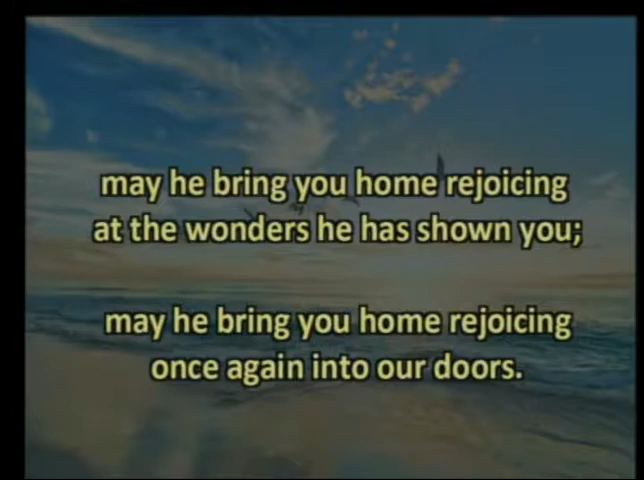 may he bring you home rejoicing
at the wonders he has shown you;
may he bring you home rejoicing
once again into our doors.